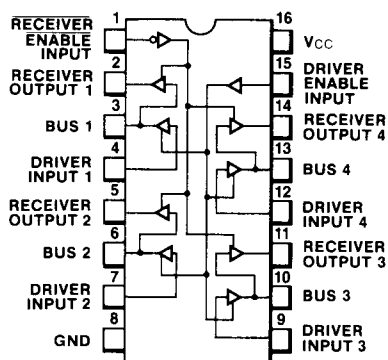 1
RECEIVER
ENABLE
INPUT
2
RECEIVER
OUTPUT 1
3
BUS 1
4
DRIVER
INPUT 1
5
RECEIVER
OUTPUT 2
6
BUS 2
7
DRIVER
INPUT 2
8
GND
16
VCC
15
DRIVER
ENABLE
INPUT
14
RECEIVER
OUTPUT 4
13
BUS 4
12
DRIVER
INPUT 4
11
RECEIVER
OUTPUT 3
10
BUS 3
9
DRIVER
INPUT 3